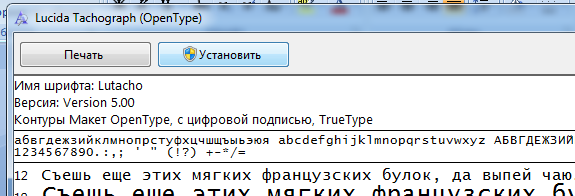 Lucida Tachograph (OpenType)
Печать Установить
Имя шрифта: Lutacho
Версия: Version 5.00
Контуры Макет OpenType, с цифровой подписью, TrueType
абвгдежзийклмнопрстуфхцчшщъыьэюя abcdefghijklmnopqrstuvwxyz АБВГДЕЖЗИЙ
1234567890.:,; ' " (!?) +-*/=
12 Съешь еще этих мягких французских булок, да выпей чаю
18 Съешь еще этих мягких французских бу